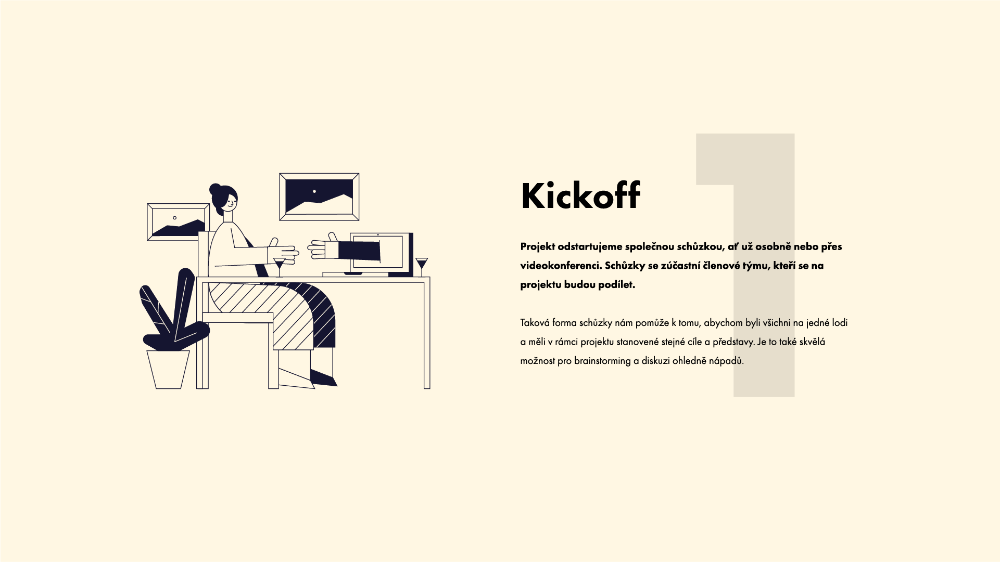 1
Kickoff
Projekt odstartujeme společnou schůzkou, ať už osobně nebo přes
videokonferenci. Schůzky se zúčastní členové týmu, kteří se na
projektu budou podílet.
Taková forma schůzky nám pomůže k tomu, abychom byli všichni na jedné lodi
a měli v rámci projektu stanovené stejné cíle a představy. Je to také skvělá
možnost pro brainstorming a diskuzi ohledně nápadů.